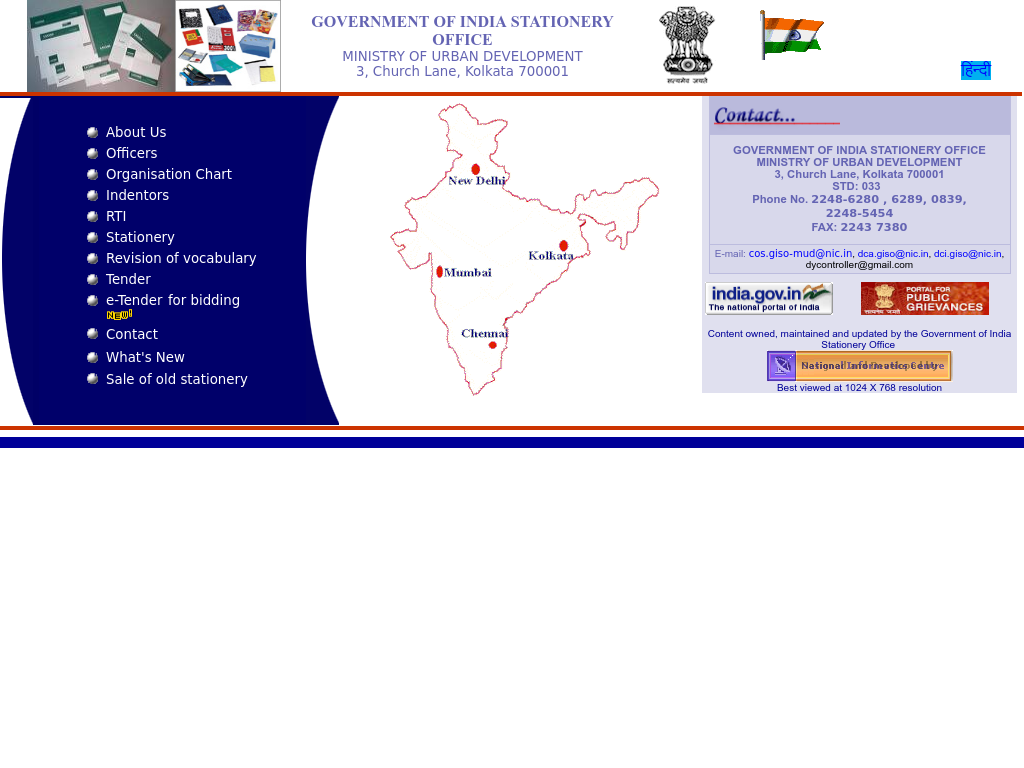 GOVERNMENT OF INDIA STATIONERY
OFFICE
MINISTRY OF URBAN DEVELOPMENT
3, Church Lane, Kolkata 700001
सत्यमेव जयते
हिन्दी
About Us
Officers
Organisation Chart
Indentors
RTI
Stationery
Revision of vocabulary
Tender
e-Tender for bidding
NEW!
Contact
What's New
Sale of old stationery
New Delhi
Kolkata
Mumbai
Chennai
Contact...
GOVERNMENT OF INDIA STATIONERY OFFICE
MINISTRY OF URBAN DEVELOPMENT
3, Church Lane, Kolkata 700001
STD: 033
Phone No. 2248-6280 , 6289, 0839,
2248-5454
FAX: 2243 7380
E-mail: cos.giso-mud@nic.in, dca.giso@nic.in, dci.giso@nic.in,
dycontroller@gmail.com
india.gov.in
The national portal of india
PORTAL FOR
PUBLIC
GRIEVANCES
सत्यमेव जयते
Content owned, maintained and updated by the Government of India
Stationery Office
Best viewed at 1024 X 768 resolution